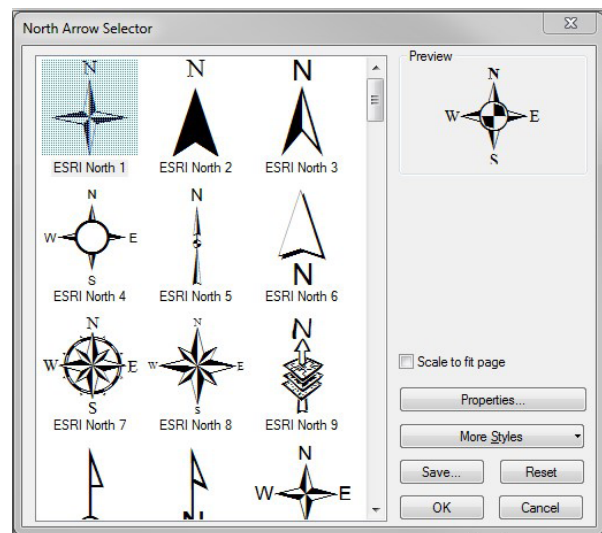 North Arrow Selector
Preview
N
W E
S
N N N
ESRI North 1 ESRI North 2 ESRI North 3
N N
W E
S N
ESRI North 4 ESRI North 5 ESRI North 6
N N N
W E W E
S S
ESRI North 7 ESRI North 8 ESRI North 9
N
W E
N
Scale to fit page
Properties...
More Styles
Save... Reset
OK Cancel